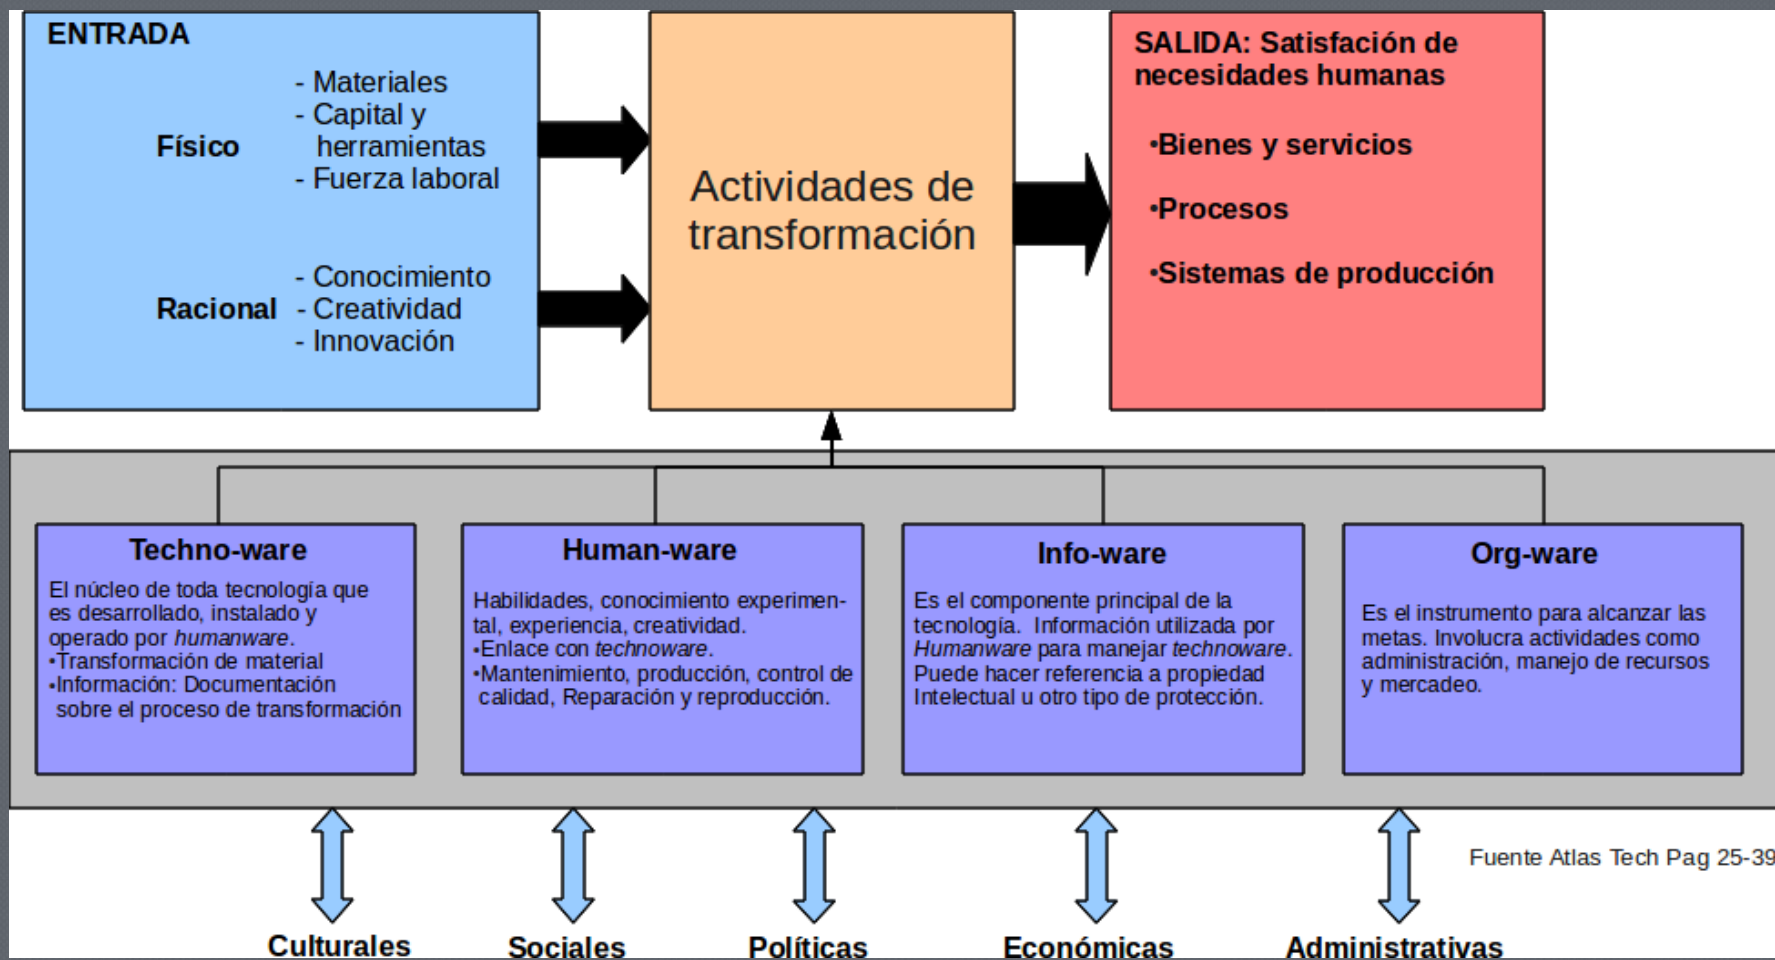 ENTRADA
Físico
- Materiales
- Capital y
herramientas
- Fuerza laboral
Racional
- Conocimiento
- Creatividad
- Innovación
Actividades de
transformación
SALIDA: Satisfación de
necesidades humanas
•Bienes y servicios
•Procesos
•Sistemas de producción
Techno-ware
El núcleo de toda tecnología que
es desarrollado, instalado y
operado por humanware.
•Transformación de material
•Información: Documentación
sobre el proceso de transformación
Human-ware
Habilidades, conocimiento experimen-
tal, experiencia, creatividad.
•Enlace con technoware.
•Mantenimiento, producción, control de
calidad, Reparación y reproducción.
Info-ware
Es el componente principal de la
tecnología. Información utilizada por
Humanware para manejar technoware.
Puede hacer referencia a propiedad
Intelectual u otro tipo de protección.
Org-ware
Es el instrumento para alcanzar las
metas. Involucra actividades como
administración, manejo de recursos
y mercadeo.
Fuente Atlas Tech Pag 25-39
Culturales
Sociales
Políticas
Económicas
Administrativas